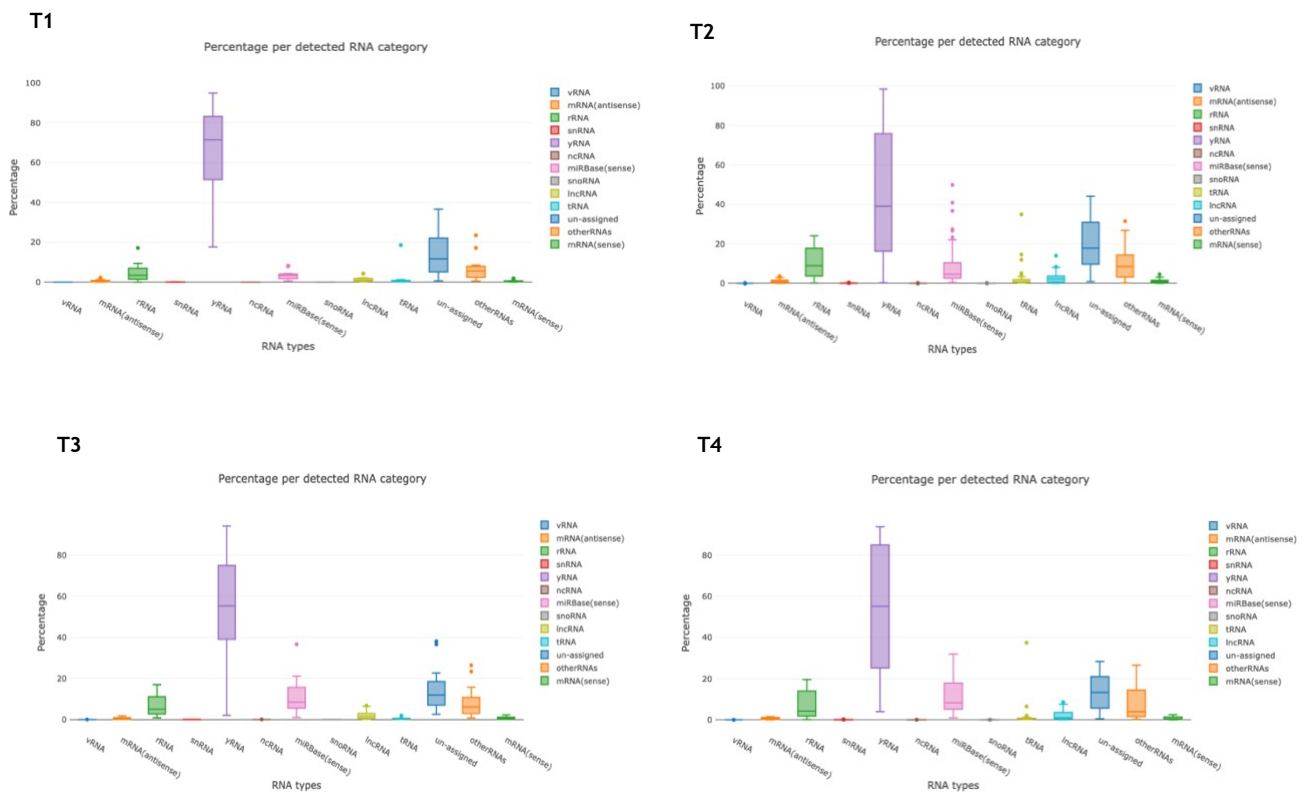 T1
Percentage per detected RNA category
100
80
60
40
20
0
Percentage
vRNA
mRNA(antisense)
rRNA
snRNA
yRNA
ncRNA
miRBase(sense)
snoRNA
lncRNA
tRNA
un-assigned
otherRNAs
mRNA(sense)
RNA types
vRNA
mRNA(antisense)
rRNA
snRNA
yRNA
ncRNA
miRBase(sense)
snoRNA
lncRNA
tRNA
un-assigned
otherRNAs
mRNA(sense)
T2
Percentage per detected RNA category
100
80
60
40
20
0
Percentage
vRNA
mRNA(antisense)
rRNA
snRNA
yRNA
ncRNA
miRBase(sense)
snoRNA
tRNA
lncRNA
un-assigned
otherRNAs
mRNA(sense)
RNA types
vRNA
mRNA(antisense)
rRNA
snRNA
yRNA
ncRNA
miRBase(sense)
snoRNA
tRNA
lncRNA
un-assigned
otherRNAs
mRNA(sense)
T3
Percentage per detected RNA category
80
60
40
20
0
Percentage
vRNA
mRNA(antisense)
rRNA
snRNA
yRNA
ncRNA
miRBase(sense)
snoRNA
lncRNA
tRNA
un-assigned
otherRNAs
mRNA(sense)
RNA types
vRNA
mRNA(antisense)
rRNA
snRNA
yRNA
ncRNA
miRBase(sense)
snoRNA
lncRNA
tRNA
un-assigned
otherRNAs
mRNA(sense)
T4
Percentage per detected RNA category
80
60
40
20
0
Percentage
vRNA
mRNA(antisense)
rRNA
snRNA
yRNA
ncRNA
miRBase(sense)
snoRNA
tRNA
lncRNA
un-assigned
otherRNAs
mRNA(sense)
RNA types
vRNA
mRNA(antisense)
rRNA
snRNA
yRNA
ncRNA
miRBase(sense)
snoRNA
tRNA
lncRNA
un-assigned
otherRNAs
mRNA(sense)